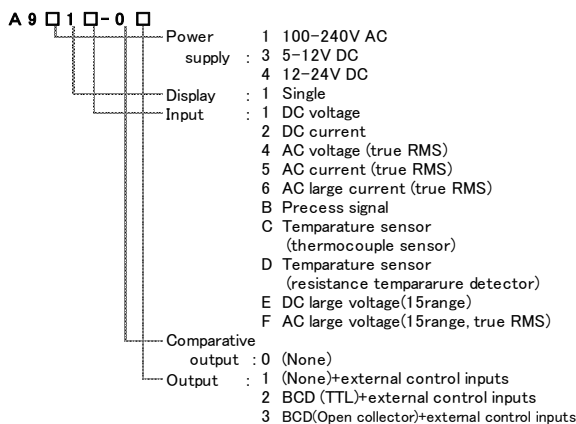 A 9 □ 1 □ - 0 □
Power 1 100-240V AC
supply : 3 5-12V DC
4 12-24V DC
Display : 1 Single
Input : 1 DC voltage
2 DC current
4 AC voltage (true RMS)
5 AC current (true RMS)
6 AC large current (true RMS)
B Precess signal
C Temparature sensor
(thermocouple sensor)
D Temparature sensor
(resistance temparature detector)
E DC large voltage(15range)
F AC large voltage(15range, true RMS)
Comparative
output : 0 (None)
Output : 1 (None)+external control inputs
2 BCD (TTL)+external control inputs
3 BCD(Open collector)+external control inputs